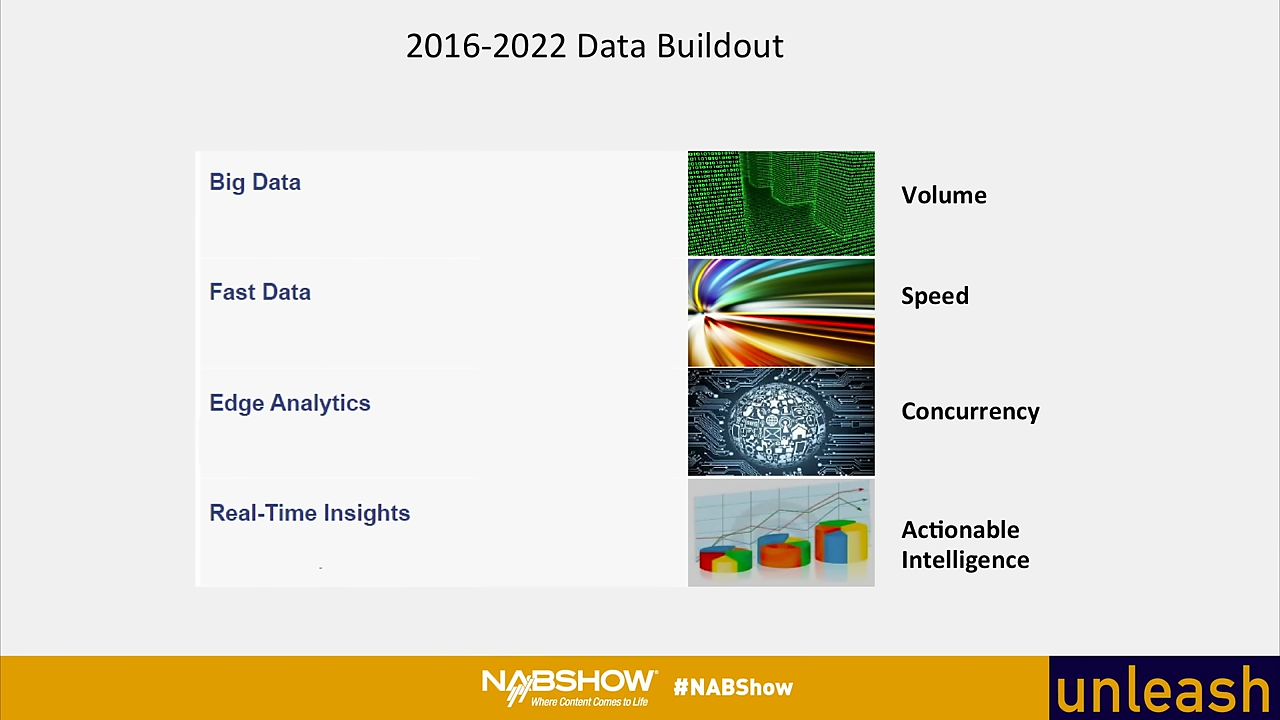 2016-2022 Data Buildout
Big Data
Volume
Fast Data
Speed
Edge Analytics
Concurrency
Real-Time Insights
Actionable
Intelligence
NABSHOW®
Where Content Comes to Life
#NABShow
unleash